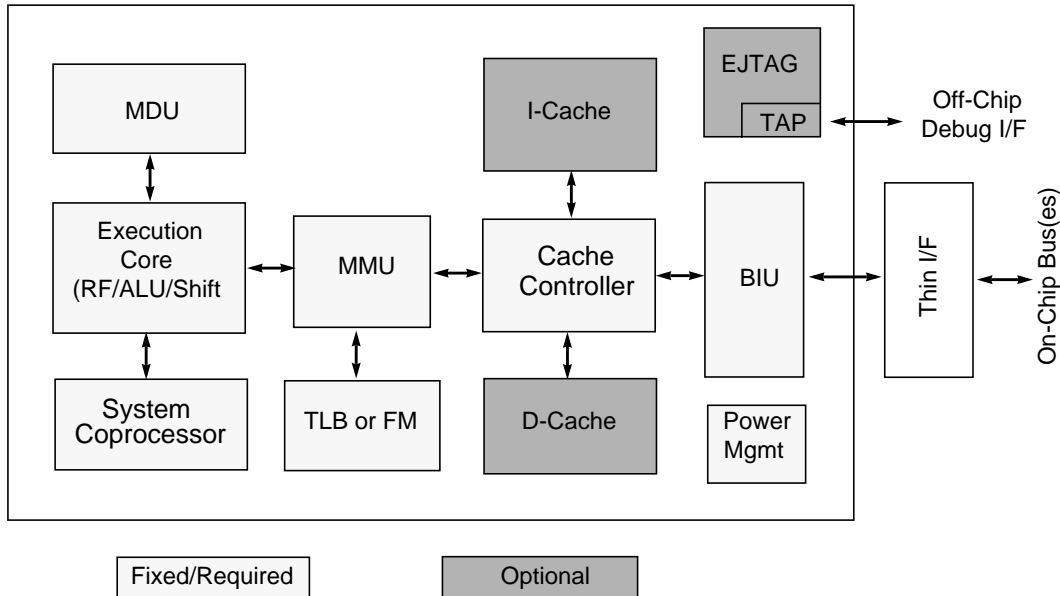 EJTAG
TAP
MDU
I-Cache
Off-Chip
Debug I/F
Execution
Core
(RF/ALU/Shift
MMU
Cache
Controller
BIU
Thin I/F
On-Chip Bus(es)
System
Coprocessor
TLB or FM
D-Cache
Power
Mgmt
Fixed/Required
Optional